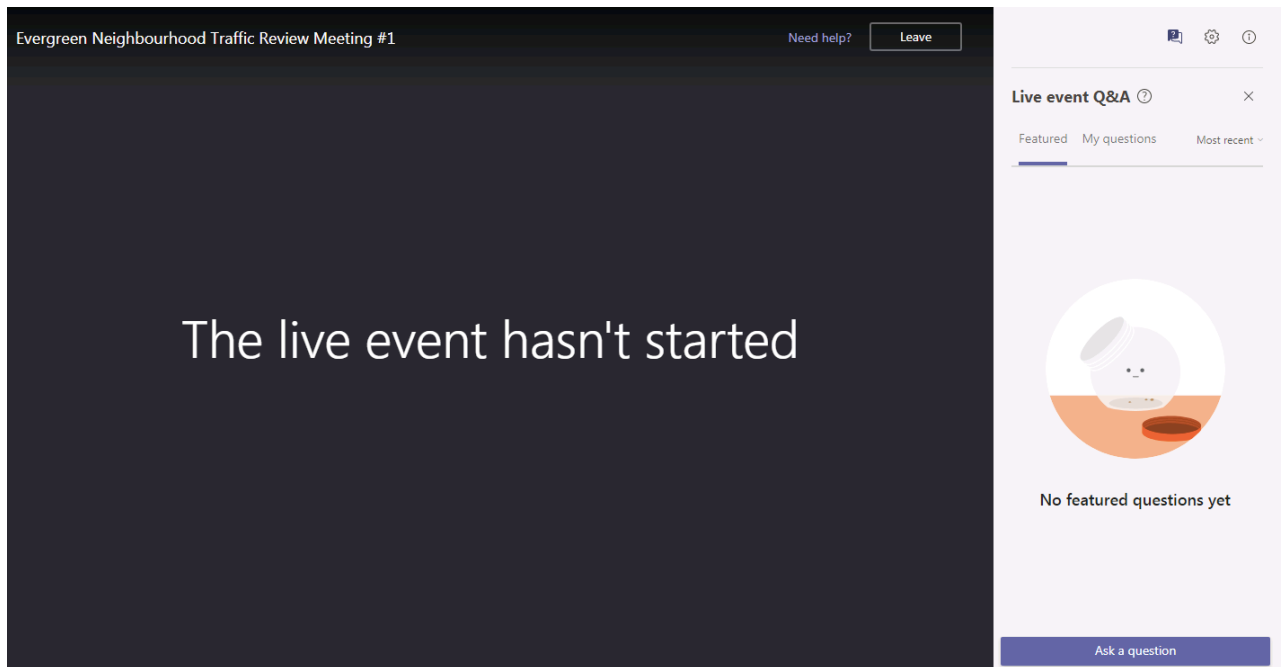 Evergreen Neighbourhood Traffic Review Meeting #1
Need help?
Leave
The live event hasn't started
Live event Q&A
Featured
My questions
Most recent
No featured questions yet
Ask a question